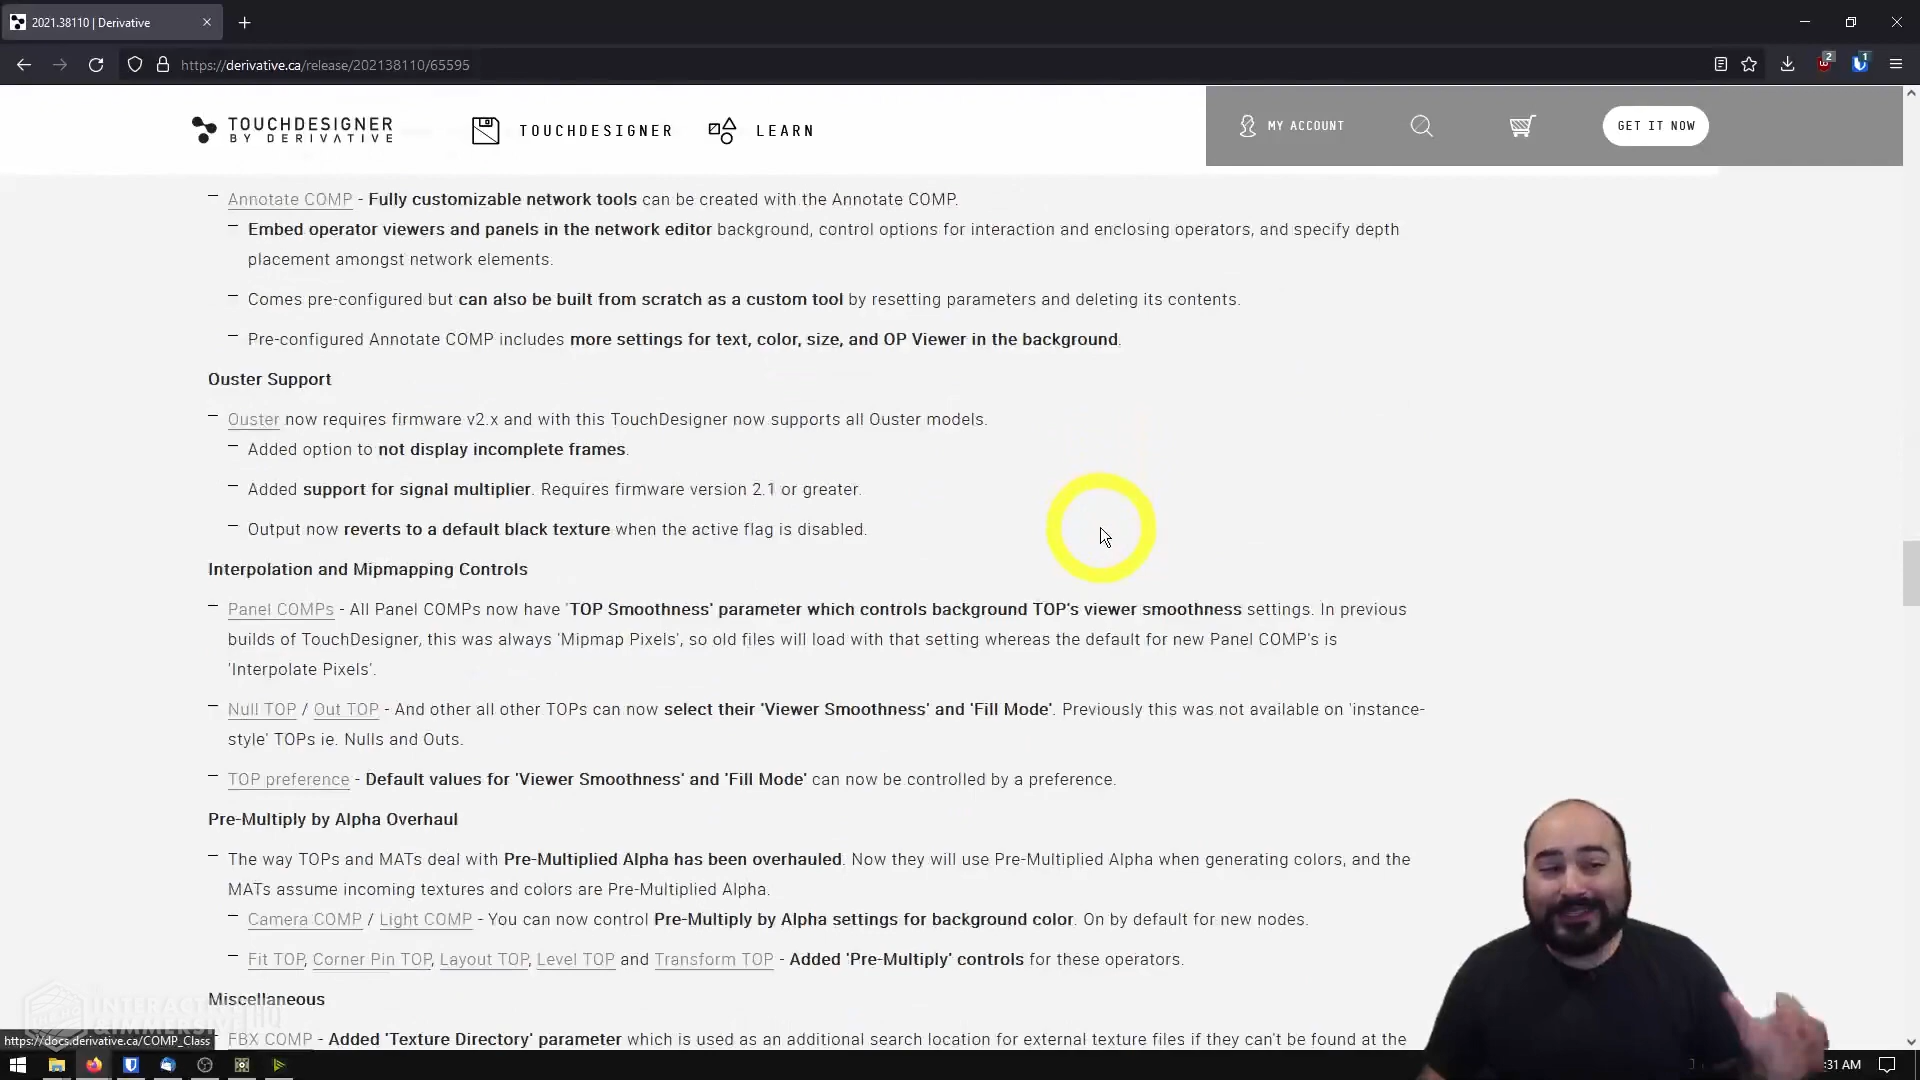 2021.38110 | Derivative
https://derivative.ca/release/202138110/65595
2
1
TOUCHDESIGNER
BY DERIVATIVE
TOUCHDESIGNER
LEARN
MY ACCOUNT
GET IT NOW
Annotate COMP - Fully customizable network tools can be created with the Annotate COMP.
Embed operator viewers and panels in the network editor background, control options for interaction and enclosing operators, and specify depth
placement amongst network elements.
Comes pre-configured but can also be built from scratch as a custom tool by resetting parameters and deleting its contents.
Pre-configured Annotate COMP includes more settings for text, color, size, and OP Viewer in the background.
Ouster Support
Ouster now requires firmware v2.x and with this TouchDesigner now supports all Ouster models.
Added option to not display incomplete frames.
Added support for signal multiplier. Requires firmware version 2.1 or greater.
Output now reverts to a default black texture when the active flag is disabled.
Interpolation and Mipmapping Controls
Panel COMPs - All Panel COMPs now have 'TOP Smoothness' parameter which controls background TOP's viewer smoothness settings. In previous
builds of TouchDesigner, this was always 'Mipmap Pixels', so old files will load with that setting whereas the default for new Panel COMP's is
'Interpolate Pixels'.
Null TOP / Out TOP - And other all other TOPs can now select their 'Viewer Smoothness' and 'Fill Mode'. Previously this was not available on 'instance-
style' TOPs ie. Nulls and Outs.
TOP preference - Default values for 'Viewer Smoothness' and 'Fill Mode' can now be controlled by a preference.
Pre-Multiply by Alpha Overhaul
The way TOPs and MATs deal with Pre-Multiplied Alpha has been overhauled. Now they will use Pre-Multiplied Alpha when generating colors, and the
MATs assume incoming textures and colors are Pre-Multiplied Alpha.
Camera COMP / Light COMP - You can now control Pre-Multiply by Alpha settings for background color. On by default for new nodes.
Fit TOP, Corner Pin TOP, Layout TOP, Level TOP and Transform TOP - Added 'Pre-Multiply' controls for these operators.
Miscellaneous
FBX COMP - Added 'Texture Directory' parameter which is used as an additional search location for external texture files if they can't be found at the
https://docs.derivative.ca/COMP_Class
:31 AM